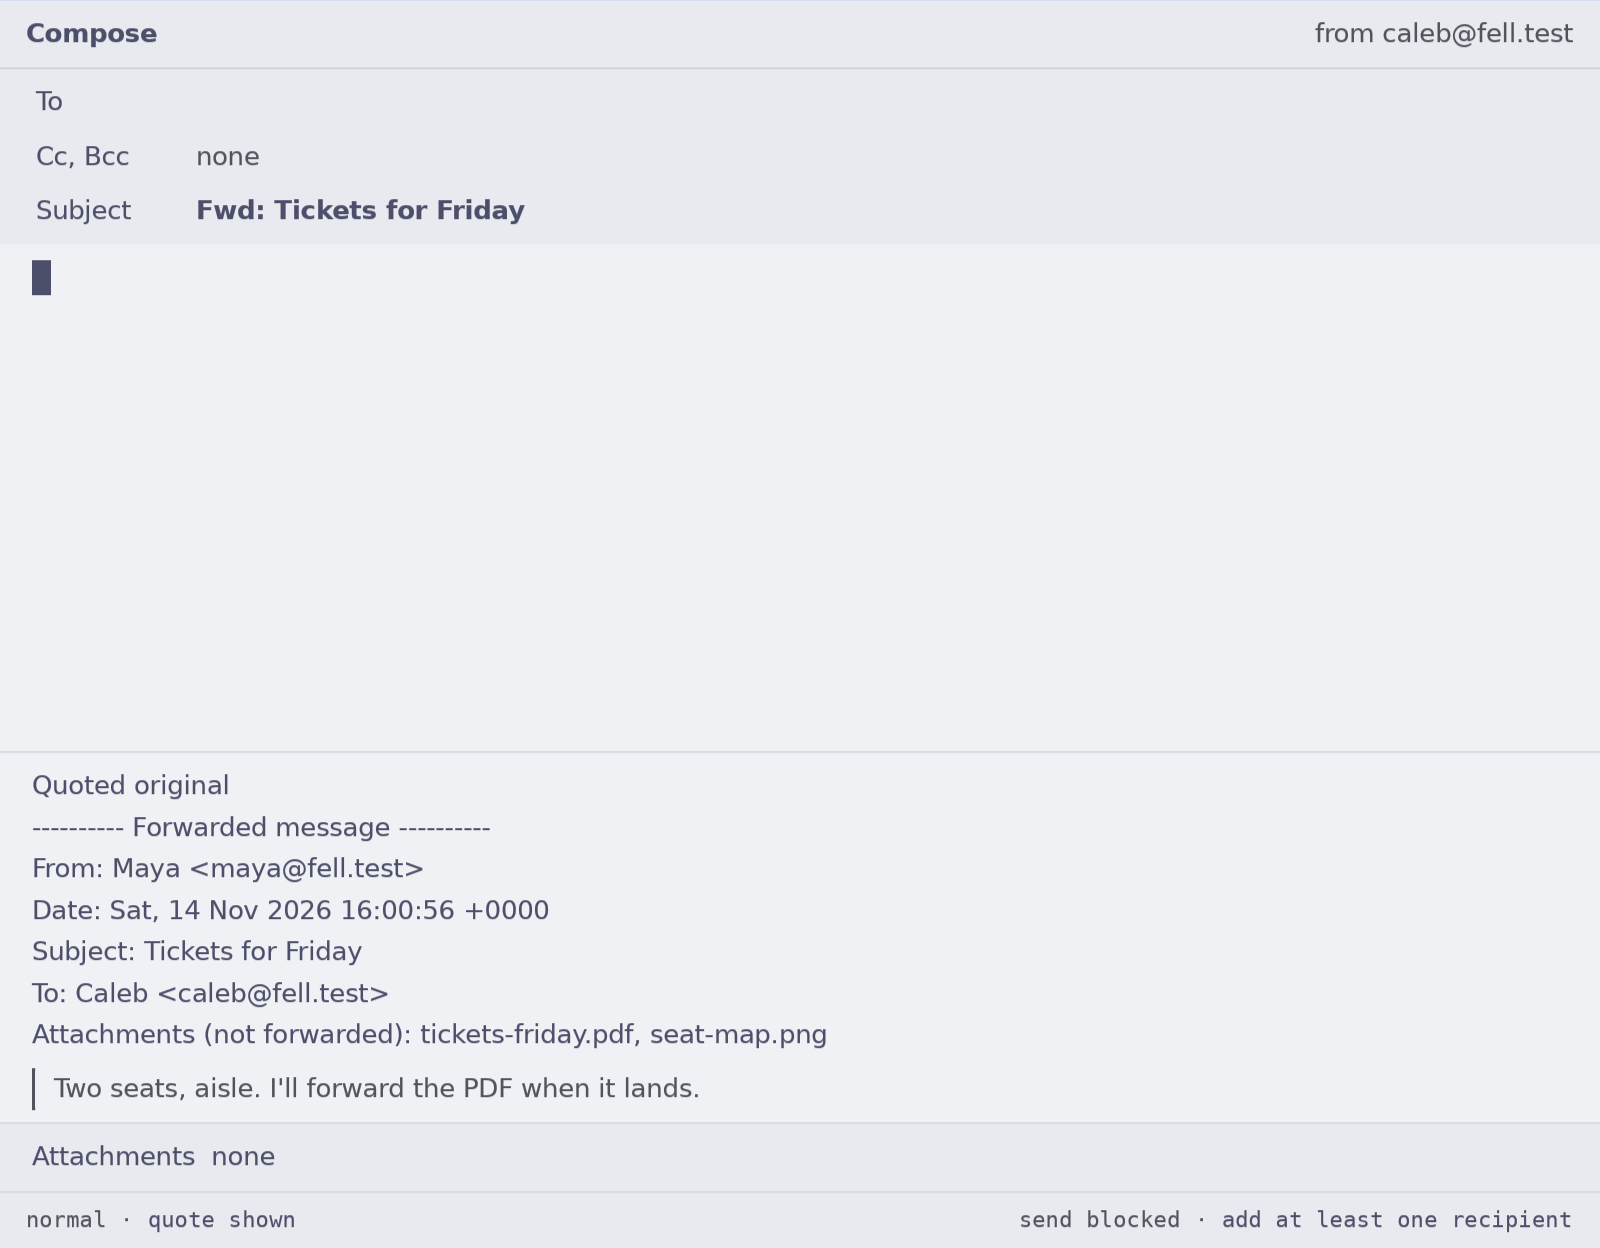 Compose from caleb@fell.test
To
Cc, Bcc none
Subject Fwd: Tickets for Friday
Quoted original
---------- Forwarded message ----------
From: Maya <maya@fell.test>
Date: Sat, 14 Nov 2026 16:00:56 +0000
Subject: Tickets for Friday
To: Caleb <caleb@fell.test>
Attachments (not forwarded): tickets-friday.pdf, seat-map.png
Two seats, aisle. I'll forward the PDF when it lands.
Attachments none
normal · quote shown send blocked · add at least one recipient